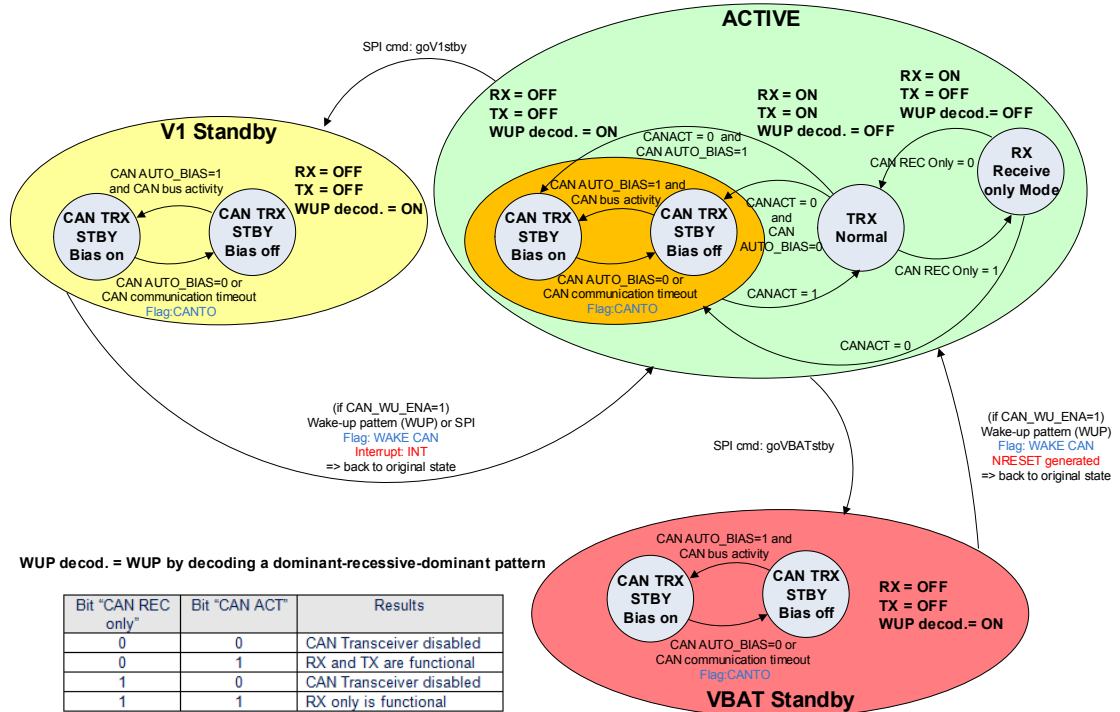 ACTIVE
SPI cmd: goV1stby
RX = OFF
TX = OFF
WUP decod. = ON
RX = ON
TX = ON
WUP decod. = OFF
RX = ON
TX = OFF
WUP decod.= OFF
CANACT = 0 and
CAN AUTO_BIAS=1
CAN REC Only = 0
RX
Receive
only Mode
CAN AUTO_BIAS=1 and
CAN bus activity
CAN TRX
STBY
Bias on
CAN TRX
STBY
Bias off
CANACT = 0
and
CAN
AUTO_BIAS=0
TRX
Normal
CAN REC Only = 1
CAN AUTO_BIAS=0 or
CAN communication timeout
Flag:CANTO
CANACT = 1
CANACT = 0
V1 Standby
CAN AUTO_BIAS=1
and CAN bus activity
RX = OFF
TX = OFF
WUP decod. = ON
CAN TRX
STBY
Bias on
CAN TRX
STBY
Bias off
CAN AUTO_BIAS=0 or
CAN communication timeout
Flag:CANTO
(if CAN_WU_ENA=1)
Wake-up pattern (WUP) or SPI
Flag: WAKE CAN
Interrupt: INT
=> back to original state
SPI cmd: goVBATstby
(if CAN_WU_ENA=1)
Wake-up pattern (WUP)
Flag: WAKE CAN
NRESET generated
=> back to original state
CAN AUTO_BIAS=1 and
CAN bus activity
CAN TRX
STBY
Bias on
CAN TRX
STBY
Bias off
RX = OFF
TX = OFF
WUP decod.= ON
CAN AUTO_BIAS=0 or
CAN communication timeout
Flag:CANTO
VBAT Standby
WUP decod. = WUP by decoding a dominant-recessive-dominant pattern
Bit “CAN REC only” Bit “CAN ACT” Results
0 0 CAN Transceiver disabled
0 1 RX and TX are functional
1 0 CAN Transceiver disabled
1 1 RX only is functional